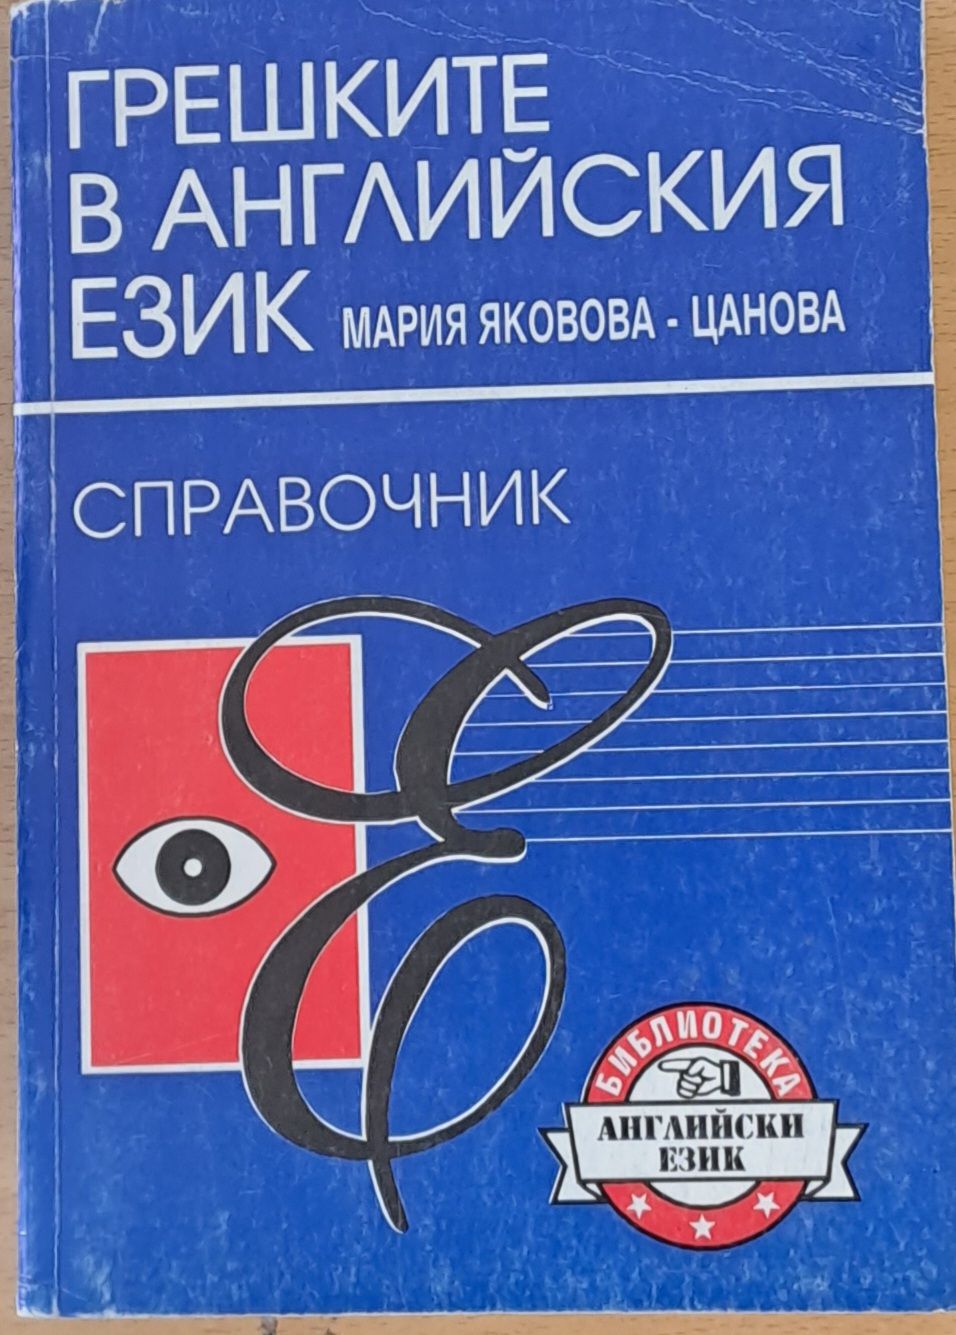 ГРЕШКИТЕ
В АНГЛИЙСКИЯ
ЕЗИК МАРИЯ ЯКОВОВА - ЦАНОВА
СПРАВОЧНИК
БИБЛИОТЕКА
АНГЛИЙСКИ
ЕЗИК